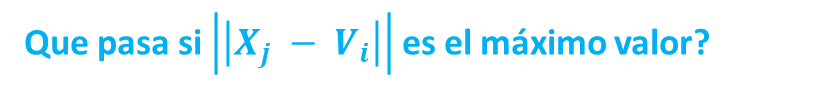 Que pasa si ||X_j − V_i|| es el máximo valor?